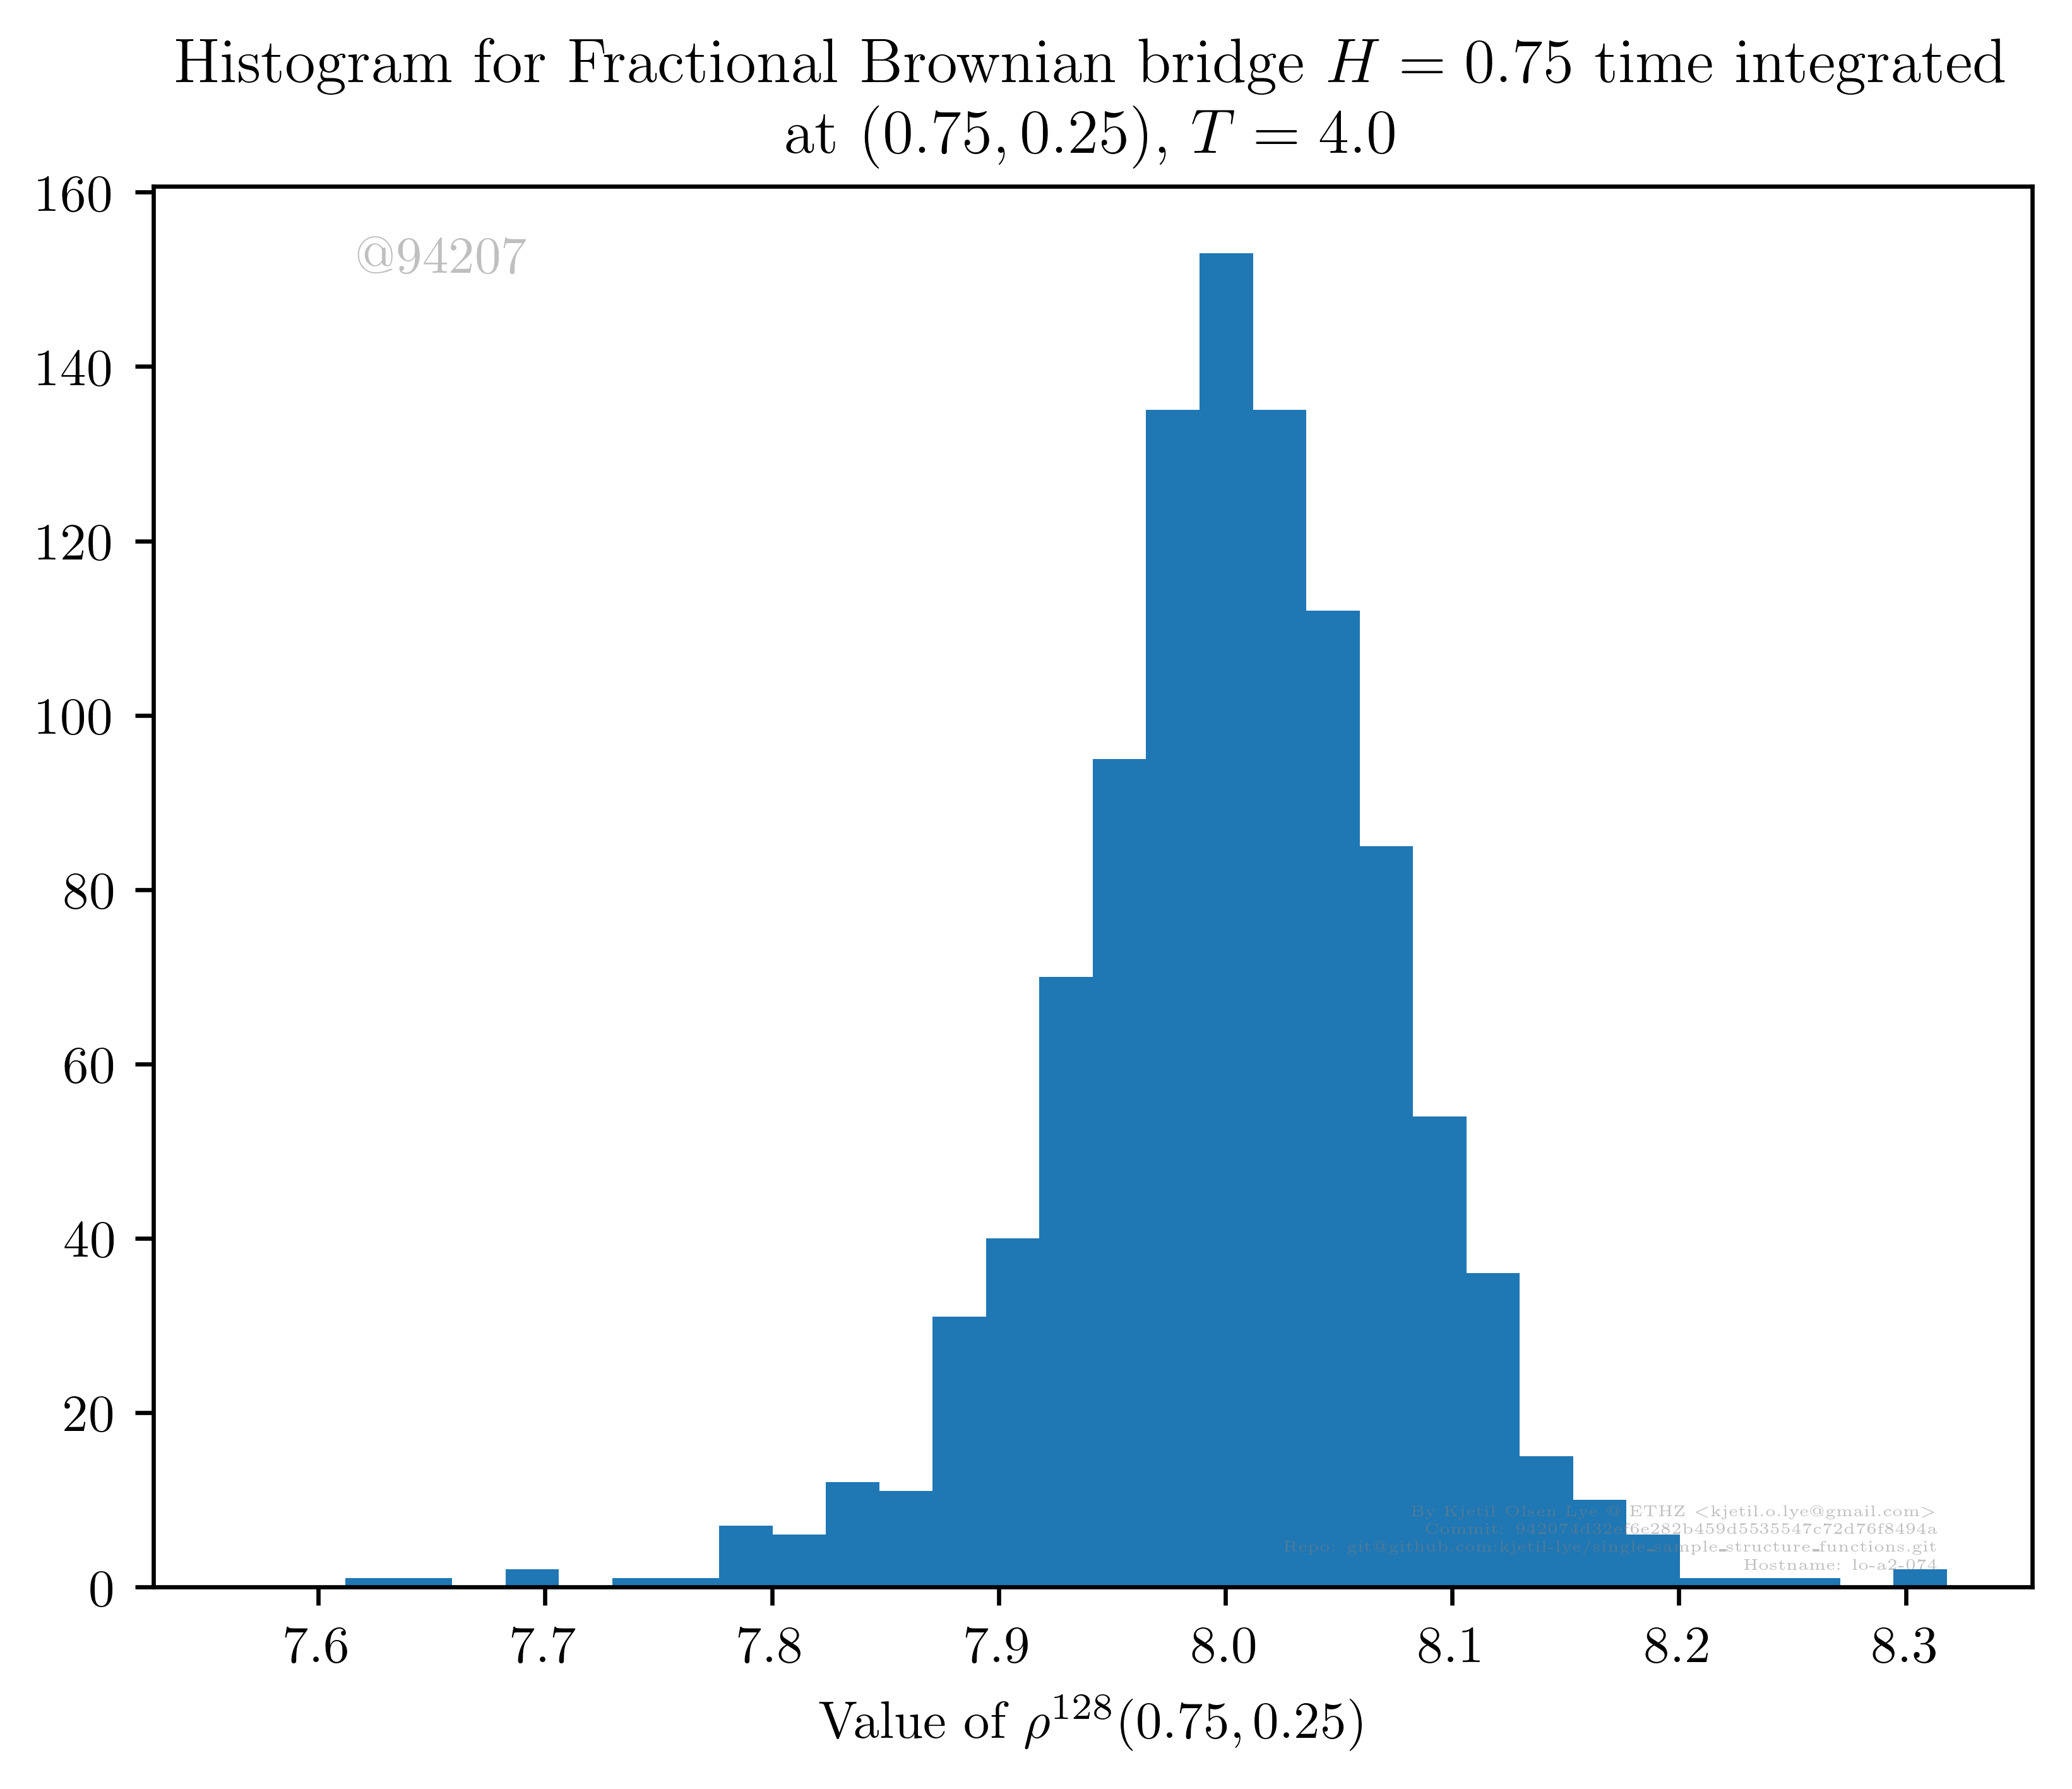 Histogram for Fractional Brownian bridge H = 0.75 time integrated
at (0.75, 0.25), T = 4.0
160
@94207
140
120
100
80
60
40
20
0
By Kjetil Olsen Lye @ ETHZ <kjetil.o.lye@gmail.com>
Commit: 942074d32ef6e282b459d5535547c72d76f8494a
Repo: git@github.com:kjetil-lye/single_sample_structure_functions.git
Hostname: lo-a2-074
7.6 7.7 7.8 7.9 8.0 8.1 8.2 8.3
Value of ρ¹²⁸(0.75, 0.25)